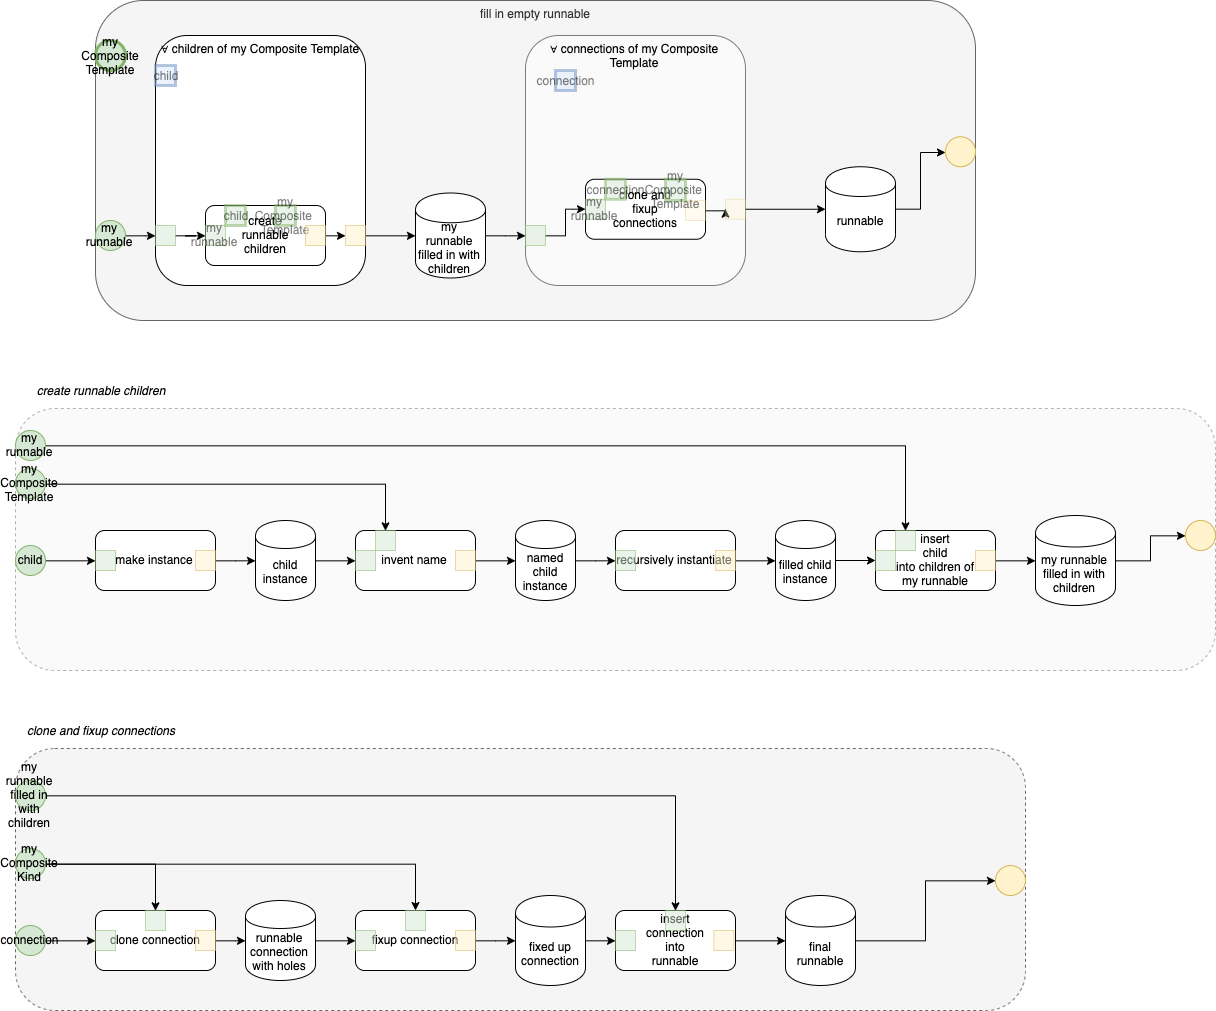 fill in empty runnable
my
Composite
Template
∀ children of my Composite Template
child
∀ connections of my Composite
Template
connection
my
runnable
my
runnable
child
my
Composite
Template
create
runnable
children
my
runnable
filled in with
children
my
runnable
connection
my
Composite
Template
clone and
fixup
connections
runnable
create runnable children
my
runnable
my
Composite
Template
child
make instance
child
instance
invent name
named
child
instance
recursively instantiate
filled child
instance
insert
child
into children of
my runnable
my runnable
filled in with
children
clone and fixup connections
my
runnable
filled in
with
children
my
Composite
Kind
connection
clone connection
runnable
connection
with holes
fixup connection
fixed up
connection
insert
connection
into
runnable
final
runnable